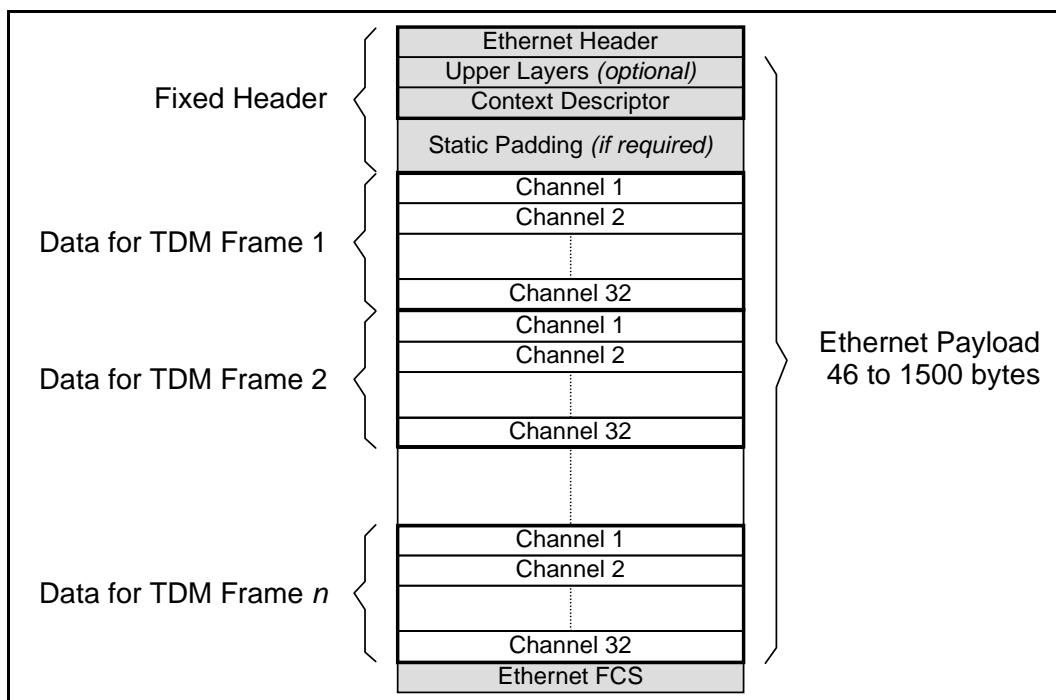 Ethernet Header
Upper Layers (optional)
Fixed Header
Context Descriptor
Static Padding (if required)
Channel 1
Channel 2
Data for TDM Frame 1
Channel 32
Channel 1
Channel 2
Data for TDM Frame 2
Channel 32
Ethernet Payload
46 to 1500 bytes
Channel 1
Channel 2
Data for TDM Frame n
Channel 32
Ethernet FCS